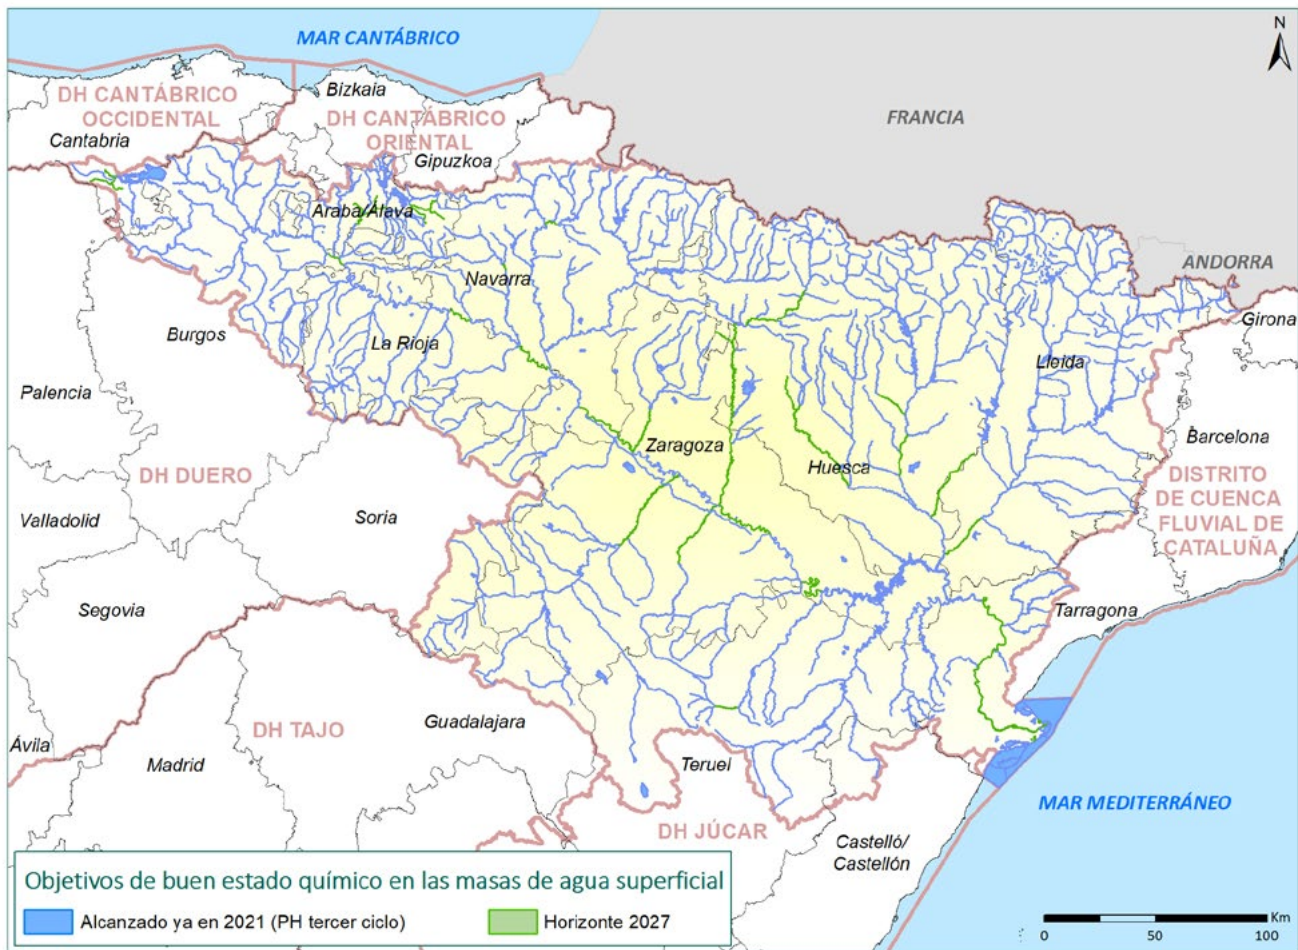 MAR CANTÁBRICO
N
DH CANTÁBRICO
OCCIDENTAL
Bizkaia
DH CANTÁBRICO
ORIENTAL
FRANCIA
Cantabria
Gipuzkoa
Araba/Álava
Navarra
ANDORRA
Girona
Burgos
La Rioja
Lleida
Palencia
Zaragoza
Huesca
Barcelona
DH DUERO
DISTRITO
DE CUENCA
FLUVIAL DE
CATALUÑA
Valladolid
Soria
Segovia
Tarragona
DH TAJO
Guadalajara
Ávila
Madrid
Teruel
MAR MEDITERRÁNEO
DH JÚCAR
Castelló/
Castellón
Objetivos de buen estado químico en las masas de agua superficial
Alcanzado ya en 2021 (PH tercer ciclo)
Horizonte 2027
Km
0 50 100